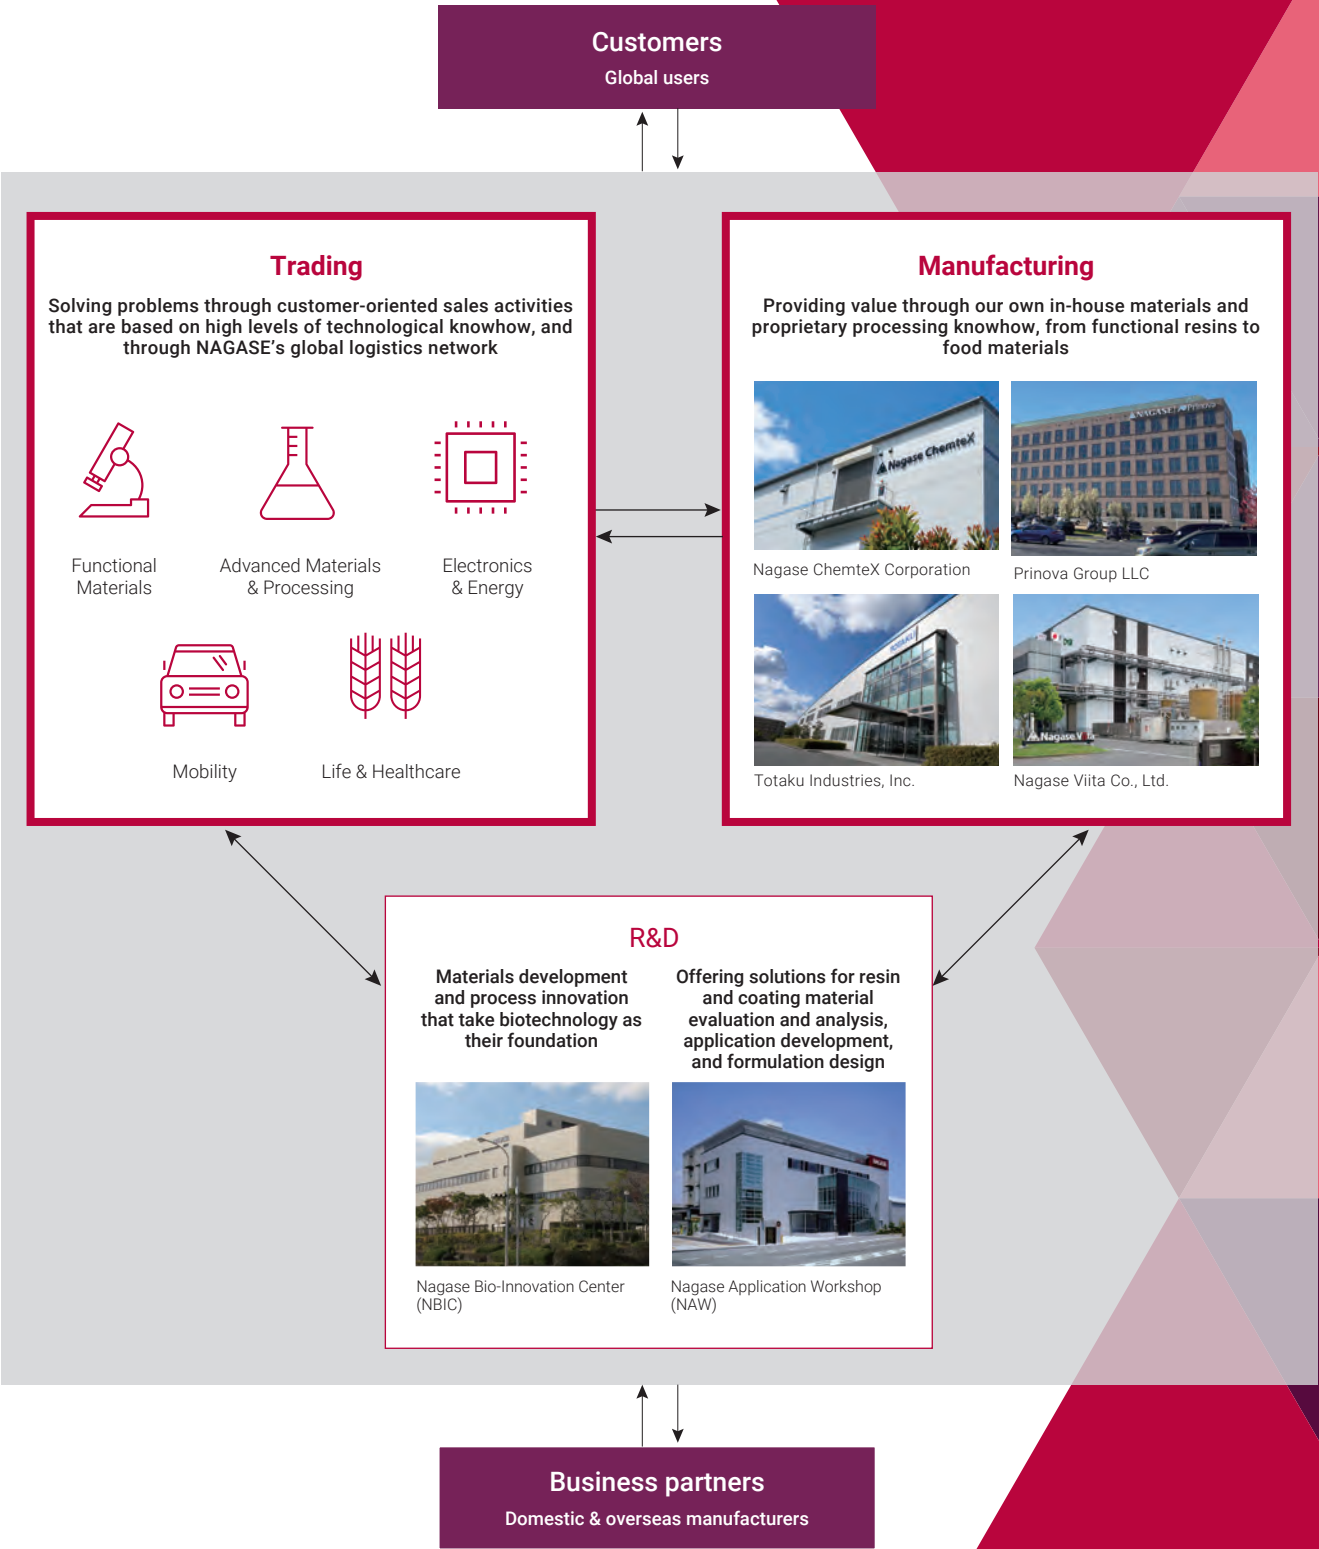 Customers
Global users
Trading
Solving problems through customer-oriented sales activities
that are based on high levels of technological knowhow, and
through NAGASE’s global logistics network
Functional
Materials
Advanced Materials
& Processing
Electronics
& Energy
Mobility
Life & Healthcare
Manufacturing
Providing value through our own in-house materials and
proprietary processing knowhow, from functional resins to
food materials
Nagase ChemteX
NAGASE Prinova
Nagase ChemteX Corporation
Prinova Group LLC
TOTAKU
Nagase Viita
Totaku Industries, Inc.
Nagase Viita Co., Ltd.
R&D
Materials development
and process innovation
that take biotechnology as
their foundation
Offering solutions for resin
and coating material
evaluation and analysis,
application development,
and formulation design
Nagase Bio-Innovation Center
(NBIC)
Nagase Application Workshop
(NAW)
Business partners
Domestic & overseas manufacturers